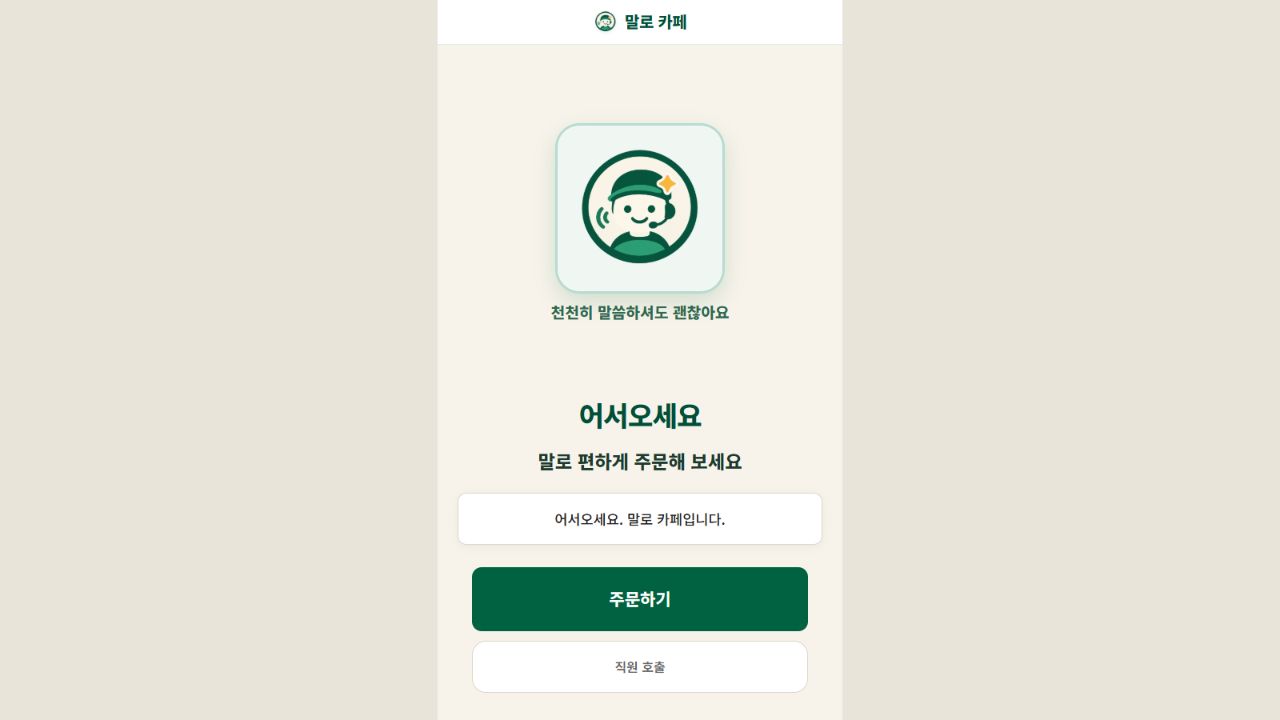 말로 카페
천천히 말씀하셔도 괜찮아요
어서오세요
말로 편하게 주문해 보세요
어서오세요. 말로 카페입니다.
주문하기
직원 호출